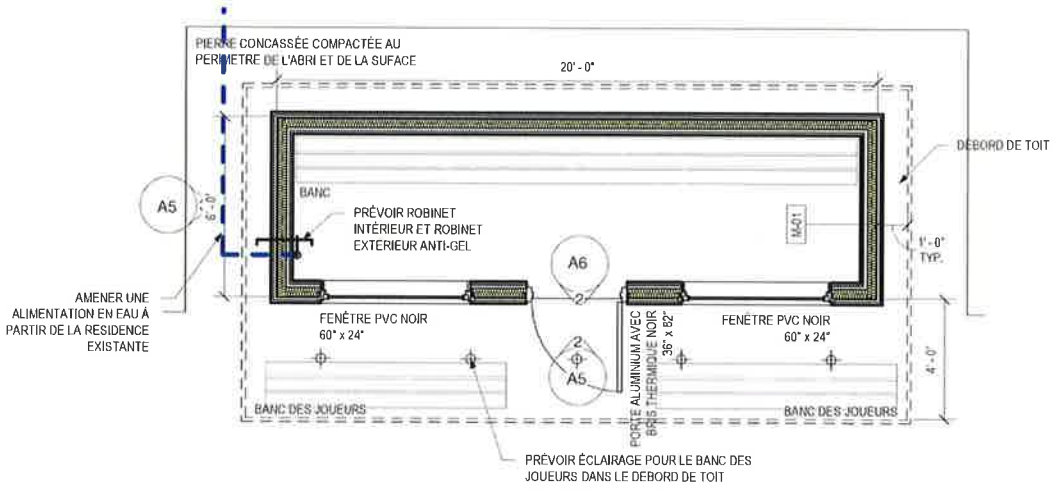 PIERRE CONCASSÉE COMPACTÉE AU
PERIMETRE DE L'ABRI ET DE LA SUFACE
20' - 0"
DÉBORD DE TOIT
A5
6' - 0"
BANC
PRÉVOIR ROBINET
INTÉRIEUR ET ROBINET
EXTERIEUR ANTI-GEL
M-01
1' - 0"
TYP.
A6
2
AMENER UNE
ALIMENTATION EN EAU À
PARTIR DE LA RESIDENCE
EXISTANTE
FENÊTRE PVC NOIR
60" x 24"
PORTE ALUMINIUM AVEC
BRIS THERMIQUE NOIR
36" x 82"
FENÊTRE PVC NOIR
60" x 24"
2
A5
4' - 0"
BANC DES JOUEURS
BANC DES JOUEURS
PRÉVOIR ÉCLAIRAGE POUR LE BANC DES
JOUEURS DANS LE DEBORD DE TOIT